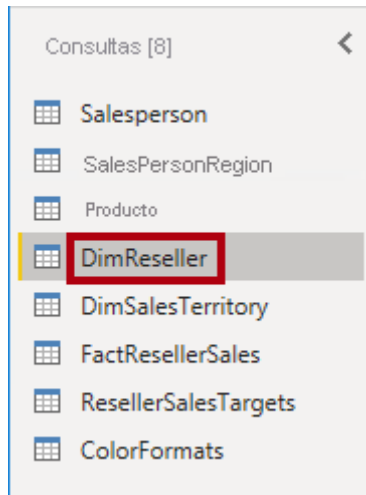 Consultas [8]
Salesperson
SalesPersonRegion
Producto
DimReseller
DimSalesTerritory
FactResellerSales
ResellerSalesTargets
ColorFormats